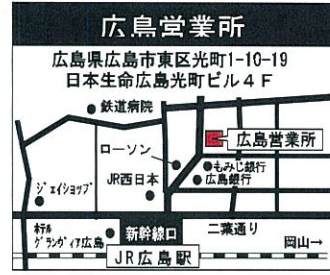 広島営業所
広島県広島市東区光町1-10-19
日本生命広島光町ビル4F
鉄道病院
広島営業所
ローソン
もみじ銀行
JR西日本
広島銀行
ジェイショップ
ホテル
グランヴィア広島
新幹線口
二葉通り
岡山→
JR広島駅